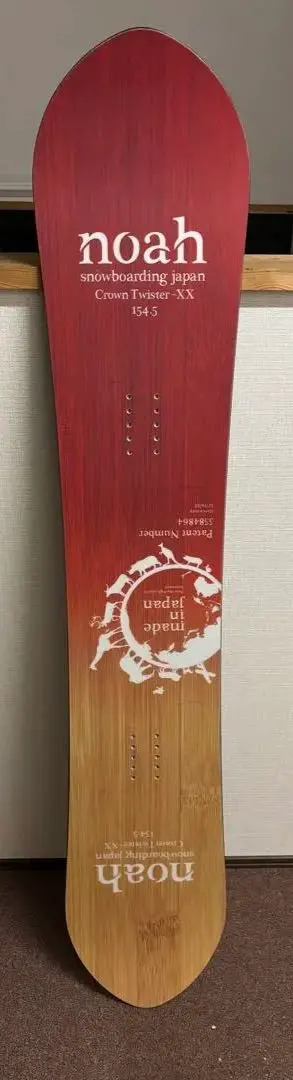 noah
snowboarding japan
Crown Twister -XX
154.5
Patent Number
5584864
made
in
japan
noah
snowboarding japan
Crown Twister -XX
154.5